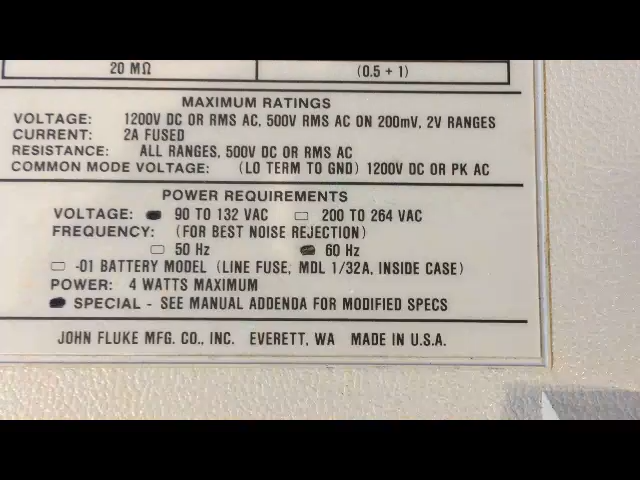 20 MΩ (0.5 + 1)
MAXIMUM RATINGS
VOLTAGE: 1200V DC OR RMS AC, 500V RMS AC ON 200mV, 2V RANGES
CURRENT: 2A FUSED
RESISTANCE: ALL RANGES, 500V DC OR RMS AC
COMMON MODE VOLTAGE: (LO TERM TO GND) 1200V DC OR PK AC
POWER REQUIREMENTS
VOLTAGE: 90 TO 132 VAC 200 TO 264 VAC
FREQUENCY: (FOR BEST NOISE REJECTION)
50 Hz 60 Hz
-01 BATTERY MODEL (LINE FUSE, MDL 1/32A, INSIDE CASE)
POWER: 4 WATTS MAXIMUM
SPECIAL - SEE MANUAL ADDENDA FOR MODIFIED SPECS
JOHN FLUKE MFG. CO., INC. EVERETT, WA MADE IN U.S.A.